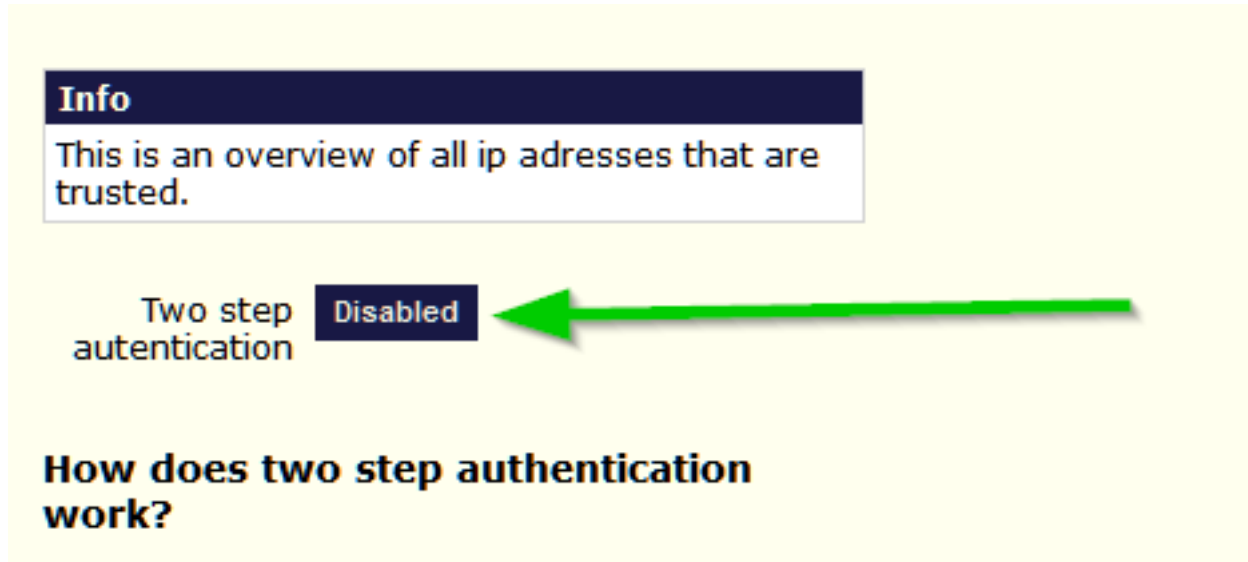 Info
This is an overview of all ip adresses that are
trusted.
Two step
autentication
Disabled
How does two step authentication
work?